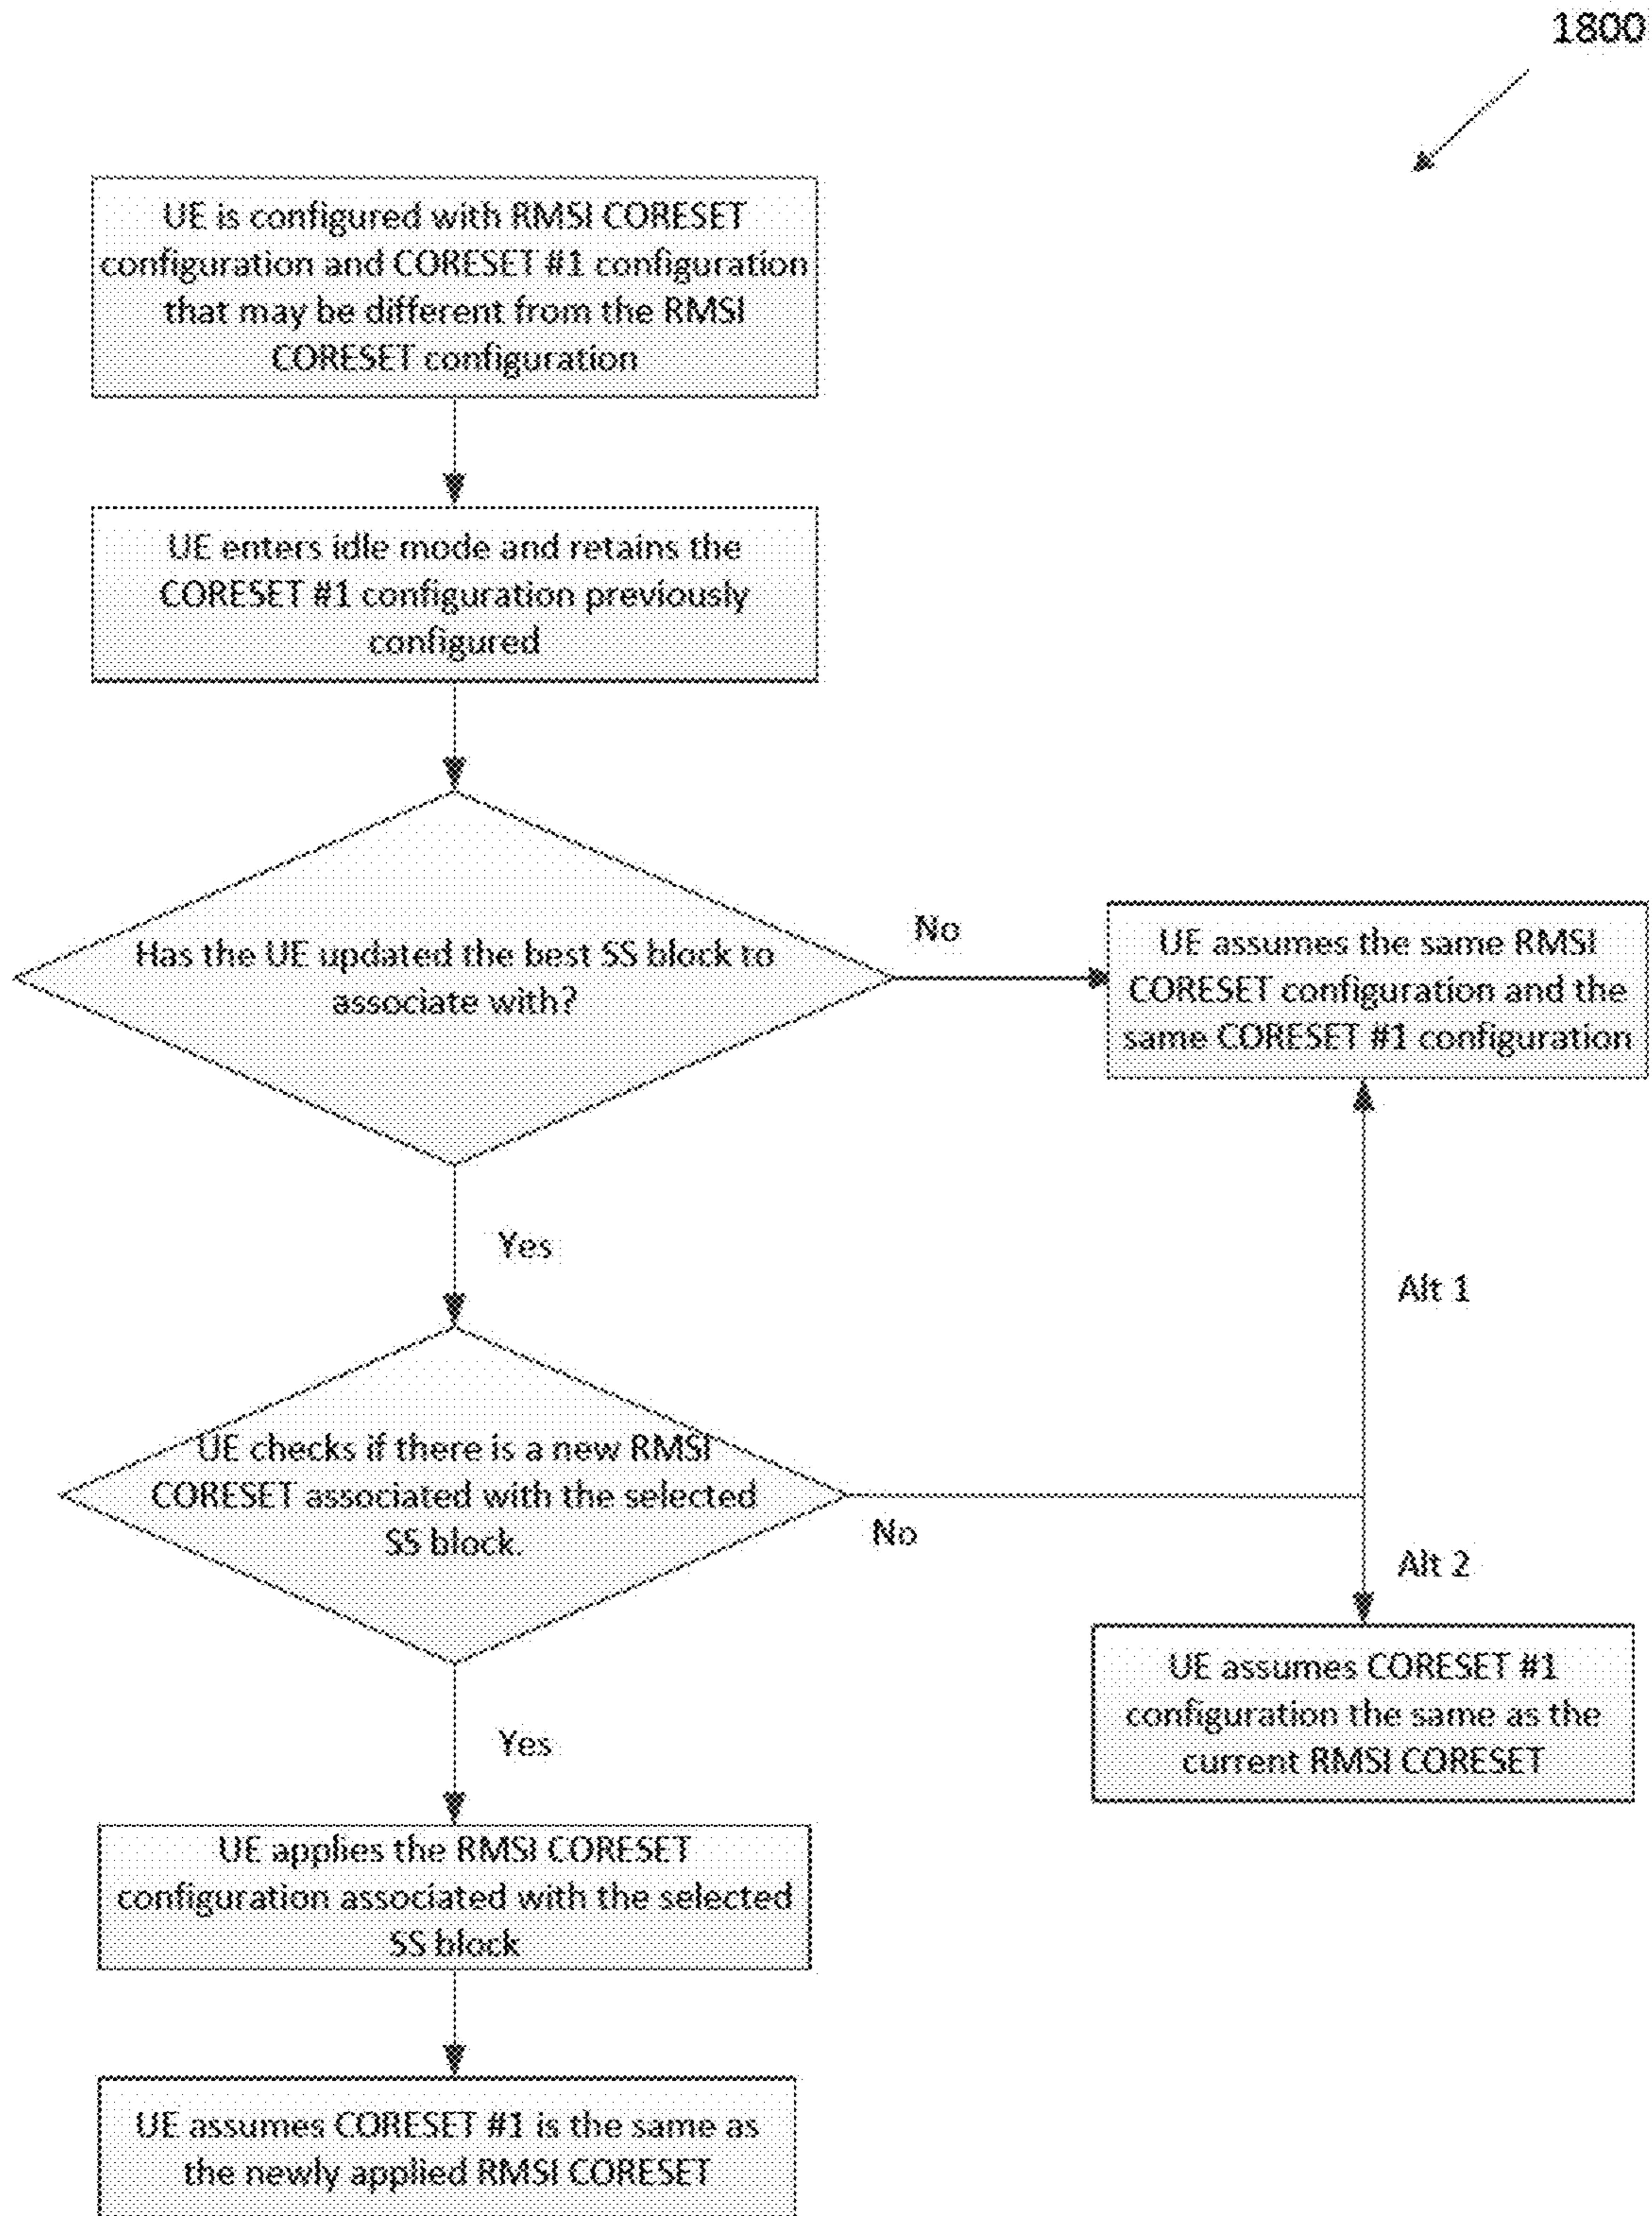 1800
UE is configured with RMSI CORESET
configuration and CORESET #1 configuration
that may be different from the RMSI
CORESET configuration
UE enters idle mode and retains the
CORESET #1 configuration previously
configured
Has the UE updated the best SS block to
associate with?
No
UE assumes the same RMSI
CORESET configuration and the
same CORESET #1 configuration
Yes
Alt 1
UE checks if there is a new RMSI
CORESET associated with the selected
SS block.
No
Alt 2
UE assumes CORESET #1
configuration the same as the
current RMSI CORESET
Yes
UE applies the RMSI CORESET
configuration associated with the selected
SS block
UE assumes CORESET #1 is the same as
the newly applied RMSI CORESET